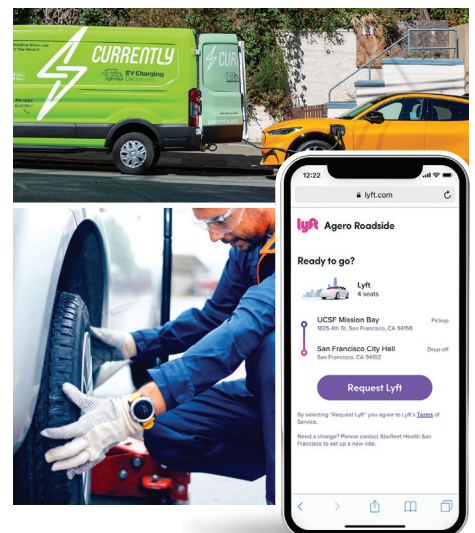 CURRENTLY
EV Charging
Delivered
CUR
12:22
lyft.com
lyft Agero Roadside
Ready to go?
Lyft
4 seats
UCSF Mission Bay Pickup
1825 4th St, San Francisco, CA 94158
San Francisco City Hall Drop-off
San Francisco, CA 94102
Request Lyft
By selecting "Request Lyft" you agree to Lyft's Terms of
Service.
Need a change? Please contact Starfleet Health San
Francisco to set up a new ride.